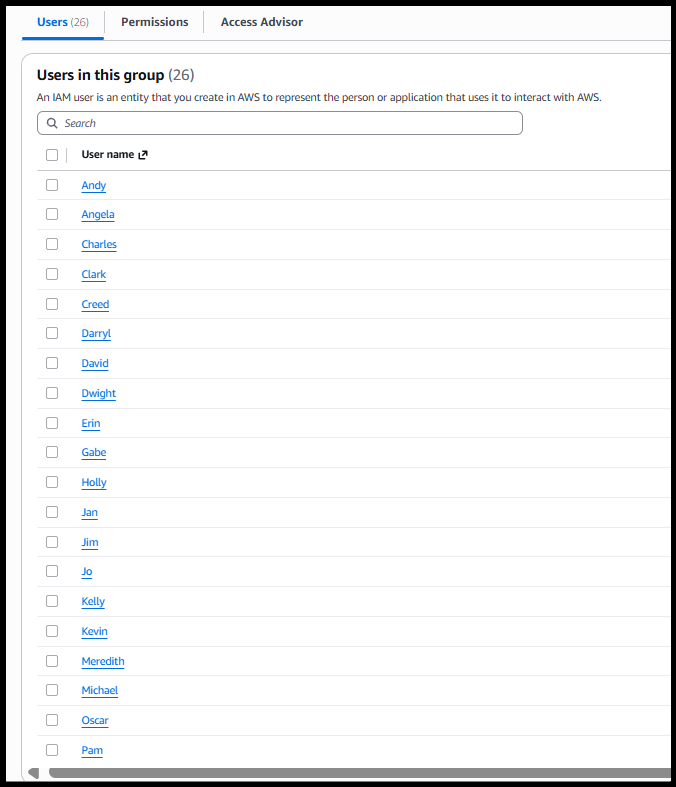 Users (26) Permissions Access Advisor
Users in this group (26)
An IAM user is an entity that you create in AWS to represent the person or application that uses it to interact with AWS.
Search
User name
Andy
Angela
Charles
Clark
Creed
Darryl
David
Dwight
Erin
Gabe
Holly
Jan
Jim
Jo
Kelly
Kevin
Meredith
Michael
Oscar
Pam